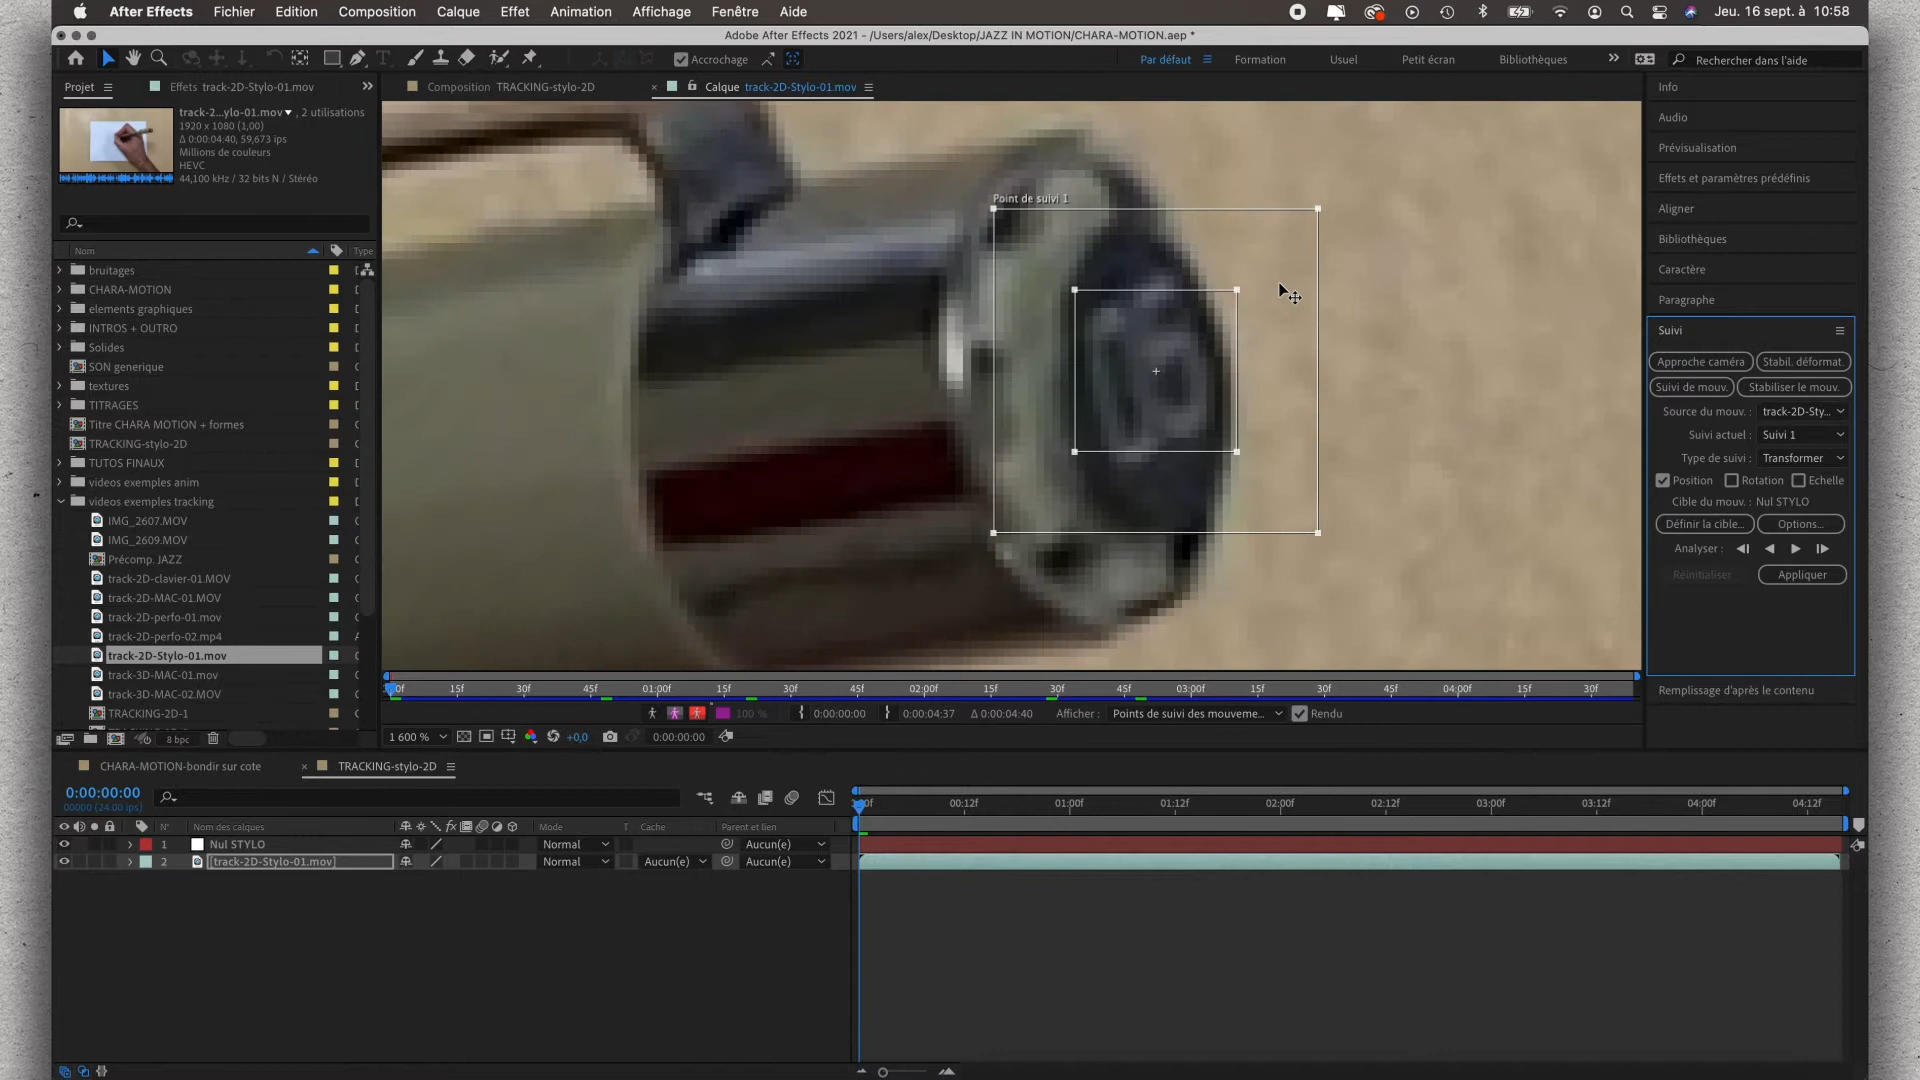 After Effects Fichier Edition Composition Calque Effet Animation Affichage Fenêtre Aide Jeu. 16 sept. à 10:58
Adobe After Effects 2021 - /Users/alex/Desktop/JAZZ IN MOTION/CHARA-MOTION.aep *
Accrochage Par défaut Formation Usuel Petit écran Bibliothèques Rechercher dans l'aide
Projet Effets track-2D-Stylo-01.mov Composition TRACKING-stylo-2D × Calque track-2D-Stylo-01.mov
track-2...ylo-01.mov , 2 utilisations
1920 x 1080 (1,00)
Δ 0:00:04:40, 59,673 ips
Millions de couleurs
HEVC
44,100 kHz / 32 bits N / Stéréo
Nom Type
bruitages
CHARA-MOTION
elements graphiques
INTROS + OUTRO
Solides
SON generique
textures
TITRAGES
Titre CHARA MOTION + formes
TRACKING-stylo-2D
TUTOS FINAUX
videos exemples anim
videos exemples tracking
IMG_2607.MOV
IMG_2609.MOV
Précomp. JAZZ
track-2D-clavier-01.MOV
track-2D-MAC-01.MOV
track-2D-perfo-01.mov
track-2D-perfo-02.mp4
track-2D-Stylo-01.mov
track-3D-MAC-01.mov
track-3D-MAC-02.MOV
TRACKING-2D-1
8 bpc
Point de suivi 1
Info
Audio
Prévisualisation
Effets et paramètres prédéfinis
Aligner
Bibliothèques
Caractère
Paragraphe
Suivi
Approche caméra Stabil. déformat.
Suivi de mouv. Stabiliser le mouv.
Source du mouv. : track-2D-Sty...
Suivi actuel : Suivi 1
Type de suivi : Transformer
Position Rotation Echelle
Cible du mouv. : Nul STYLO
Définir la cible... Options...
Analyser :
Réinitialiser Appliquer
Remplissage d'après le contenu
00f 15f 30f 45f 01:00f 15f 30f 45f 02:00f 15f 30f 45f 03:00f 15f 30f 45f 04:00f 15f 30f
100 % 0:00:00:00 0:00:04:37 Δ 0:00:04:40 Afficher : Points de suivi des mouveme... Rendu
1 600 % +0,0 0:00:00:00
CHARA-MOTION-bondir sur cote × TRACKING-stylo-2D
0:00:00:00
00000 (24.00 ips)
:00f 00:12f 01:00f 01:12f 02:00f 02:12f 03:00f 03:12f 04:00f 04:12f
N° Nom des calques Mode T Cache Parent et lien
1 Nul STYLO Normal Aucun(e)
2 [track-2D-Stylo-01.mov] Normal Aucun(e) Aucun(e)